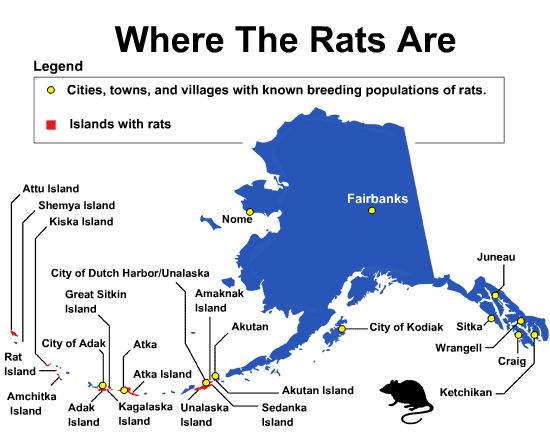 Where The Rats Are
Legend
Cities, towns, and villages with known breeding populations of rats.
Islands with rats
Attu Island
Shemya Island
Kiska Island
Nome
Fairbanks
Juneau
City of Dutch Harbor/Unalaska
Great Sitkin
Island
Amaknak
Island
City of Adak
Atka
Akutan
City of Kodiak
Sitka
Wrangell
Craig
Ketchikan
Rat
Island
Amchitka
Island
Atka Island
Adak
Island
Kagalaska
Island
Unalaska
Island
Akutan Island
Sedanka
Island